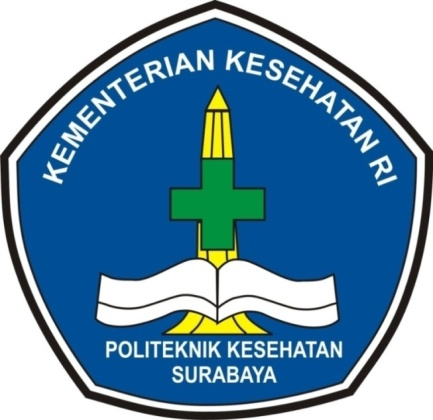 KEMENTERIAN KESEHATAN RI
POLITEKNIK KESEHATAN
SURABAYA